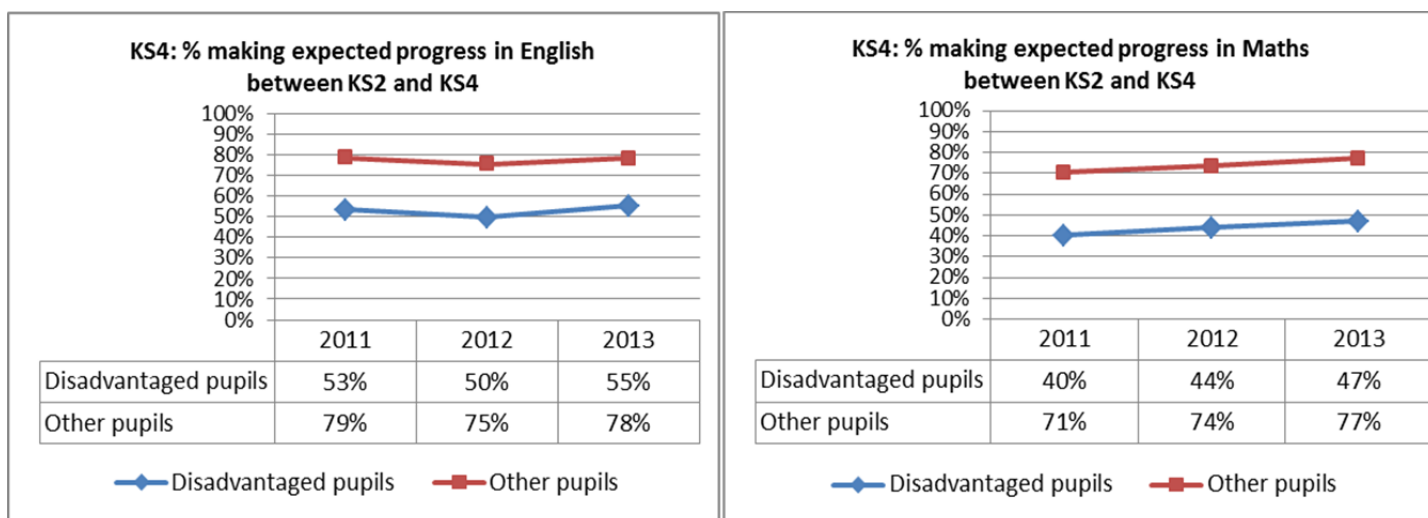 KS4: % making expected progress in English
between KS2 and KS4
100%
90%
80%
70%
60%
50%
40%
30%
20%
10%
0%
2011 2012 2013
Disadvantaged pupils 53% 50% 55%
Other pupils 79% 75% 78%
Disadvantaged pupils Other pupils
KS4: % making expected progress in Maths
between KS2 and KS4
100%
90%
80%
70%
60%
50%
40%
30%
20%
10%
0%
2011 2012 2013
Disadvantaged pupils 40% 44% 47%
Other pupils 71% 74% 77%
Disadvantaged pupils Other pupils